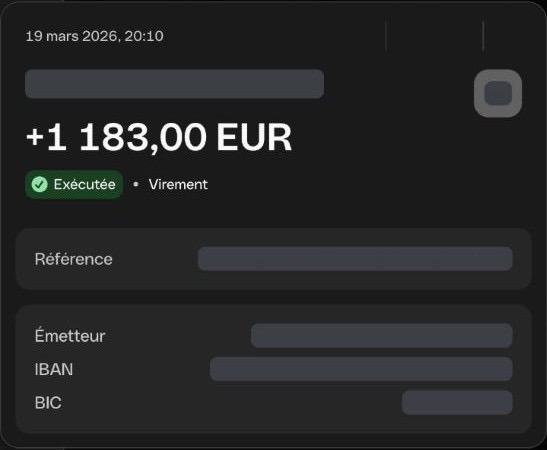 19 mars 2026, 20:10
+1 183,00 EUR
Exécutée • Virement
Référence
Émetteur
IBAN
BIC